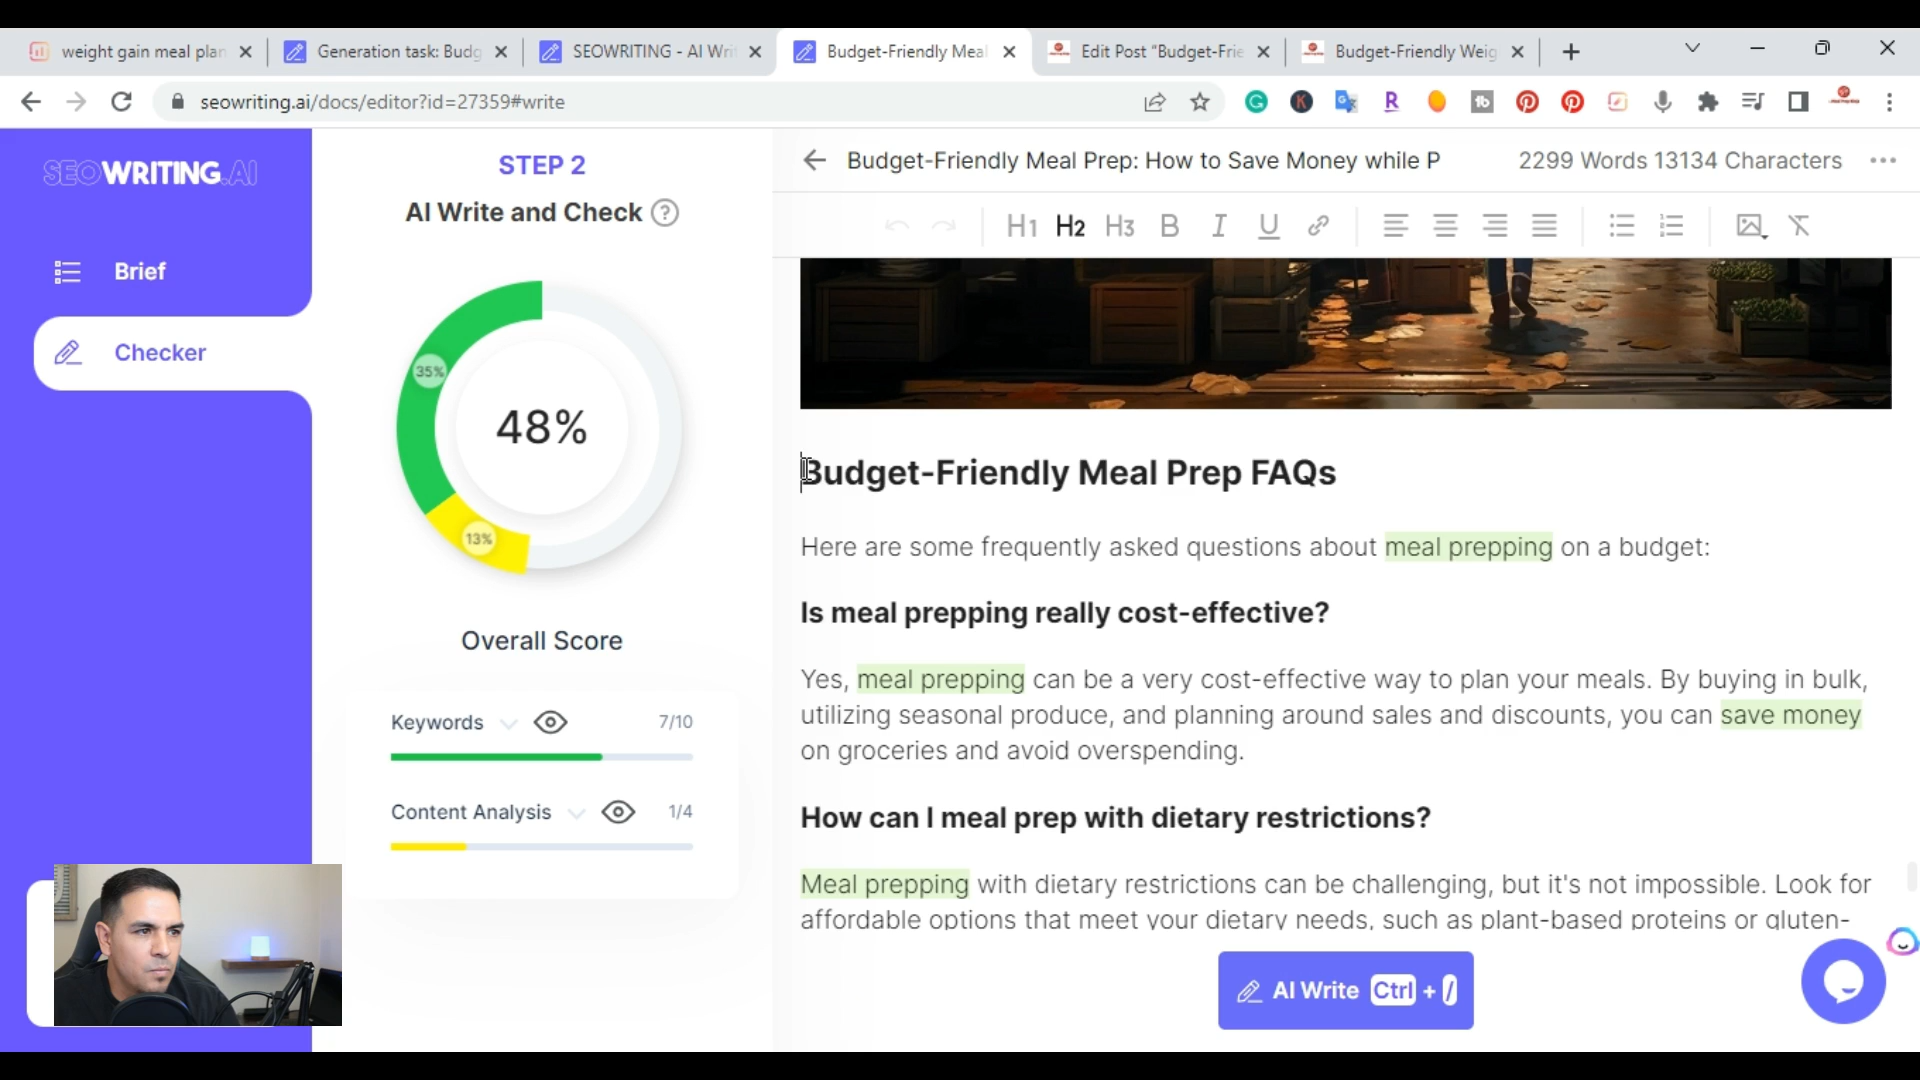 weight gain meal plan
Generation task: Budg
SEOWRITING - AI Writ
Budget-Friendly Meal
Edit Post “Budget-Frie
Budget-Friendly Weig
seowriting.ai/docs/editor?id=27359#write
SEOWRITING.AI
Brief
Checker
STEP 2
AI Write and Check ?
35%
48%
13%
Overall Score
Keywords 7/10
Content Analysis 1/4
Budget-Friendly Meal Prep: How to Save Money while P
2299 Words 13134 Characters
H1 H2 H3 B I U
Budget-Friendly Meal Prep FAQs
Here are some frequently asked questions about meal prepping on a budget:
Is meal prepping really cost-effective?
Yes, meal prepping can be a very cost-effective way to plan your meals. By buying in bulk,
utilizing seasonal produce, and planning around sales and discounts, you can save money
on groceries and avoid overspending.
How can I meal prep with dietary restrictions?
Meal prepping with dietary restrictions can be challenging, but it's not impossible. Look for
affordable options that meet your dietary needs, such as plant-based proteins or gluten-
AI Write Ctrl + /